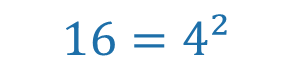 16 = 4²